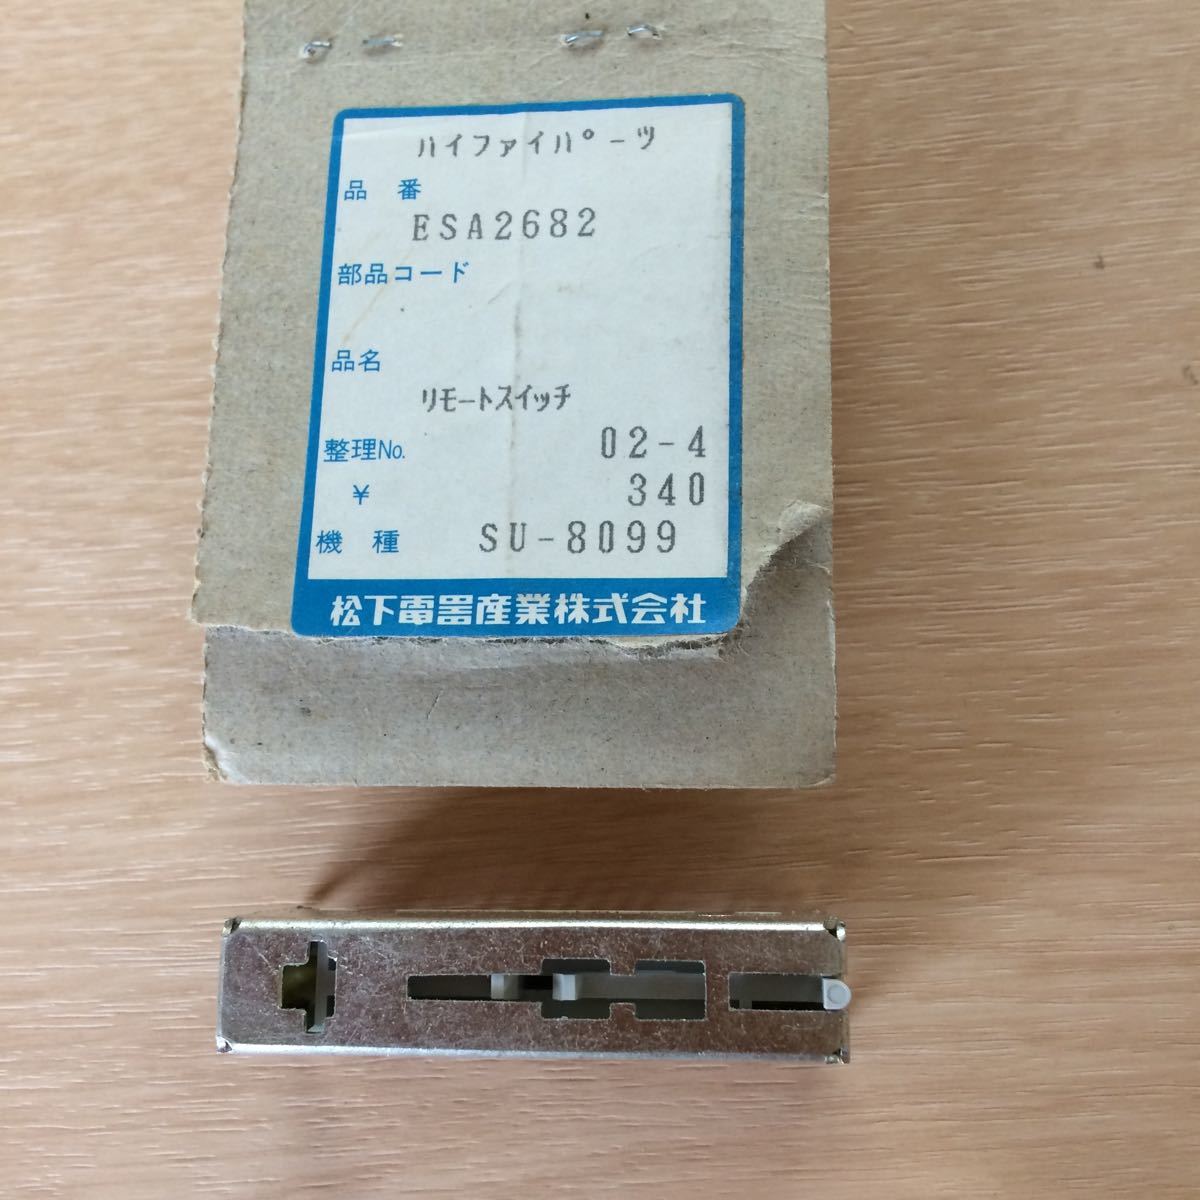 ハイファイパーツ
品番
ESA2682
部品コード
品名
リモートスイッチ
整理No. 02-4
¥ 340
機種 SU-8099
松下電器産業株式会社